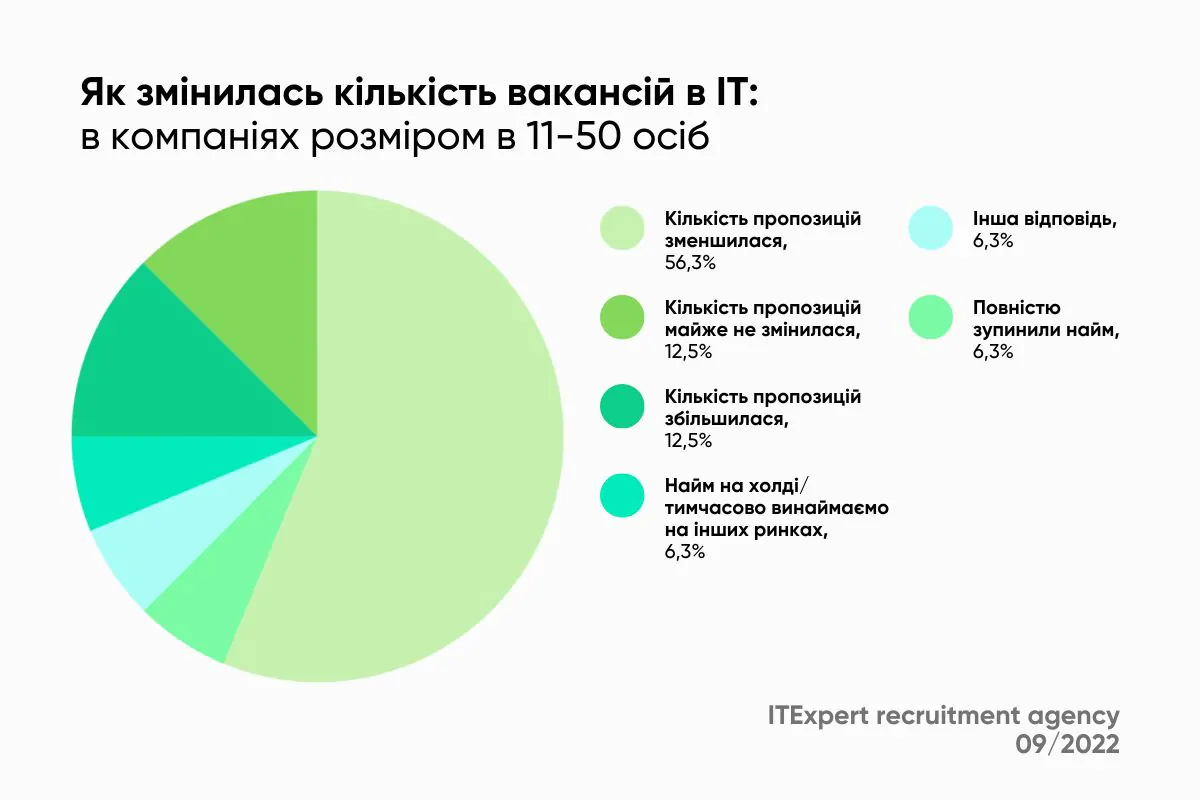 Як змінилась кількість вакансій в ІТ:
в компаніях розміром в 11-50 осіб
Кількість пропозицій
зменшилася,
56,3%
Кількість пропозицій
майже не змінилася,
12,5%
Кількість пропозицій
збільшилася,
12,5%
Найм на холді/
тимчасово винаймаємо
на інших ринках,
6,3%
Інша відповідь,
6,3%
Повністю
зупинили найм,
6,3%
ITExpert recruitment agency
09/2022